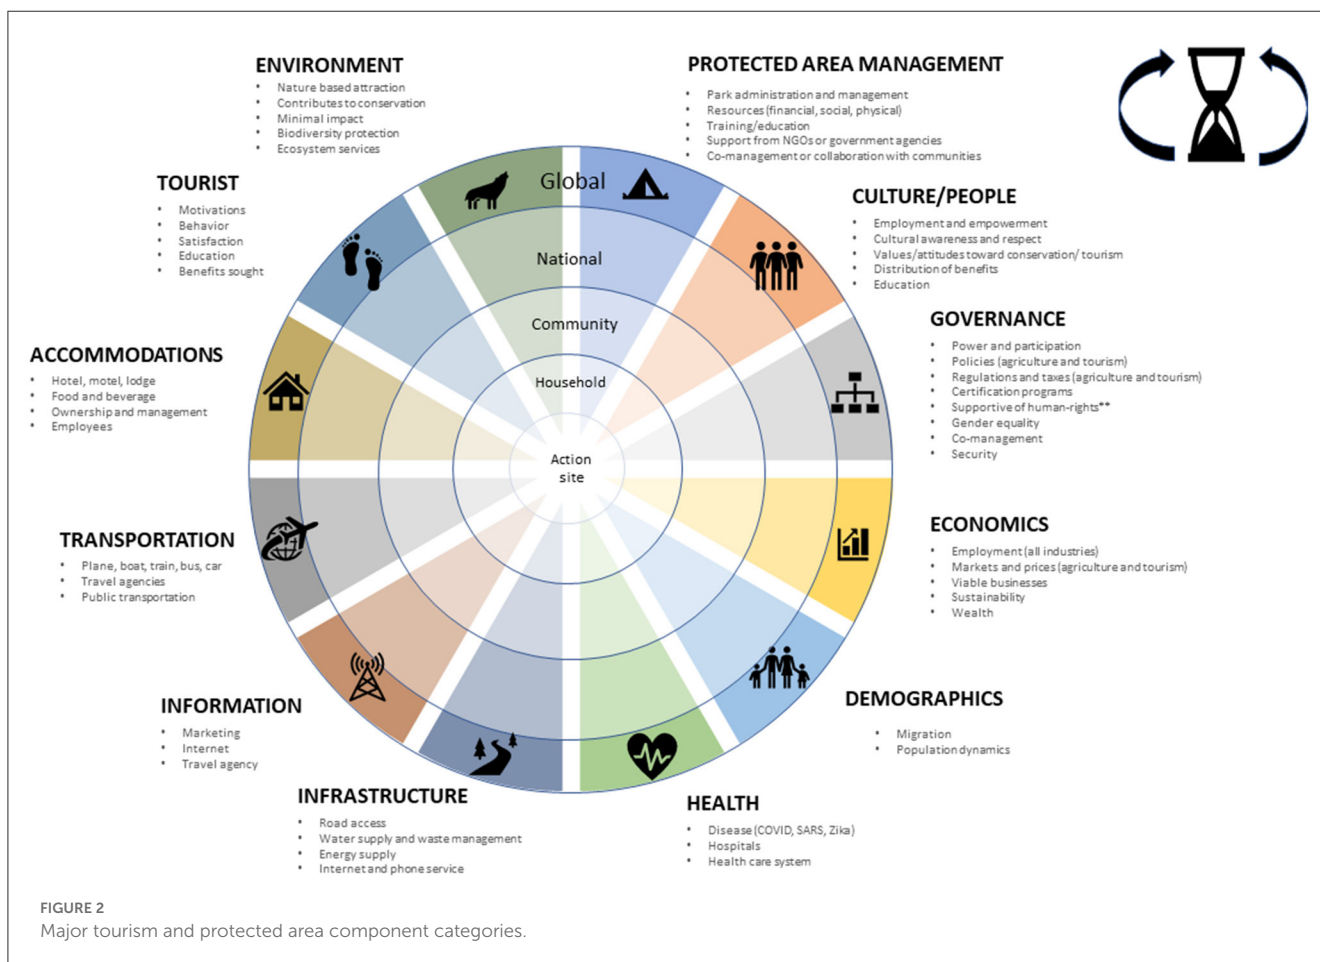 ENVIRONMENT
• Nature based attraction
• Contributes to conservation
• Minimal impact
• Biodiversity protection
• Ecosystem services
PROTECTED AREA MANAGEMENT
• Park administration and management
• Resources (financial, social, physical)
• Training/education
• Support from NGOs or government agencies
• Co-management or collaboration with communities
TOURIST
• Motivations
• Behavior
• Satisfaction
• Education
• Benefits sought
CULTURE/PEOPLE
• Employment and empowerment
• Cultural awareness and respect
• Values/attitudes toward conservation/ tourism
• Distribution of benefits
• Education
Global
National
Community
Household
Action
site
ACCOMMODATIONS
• Hotel, motel, lodge
• Food and beverage
• Ownership and management
• Employees
GOVERNANCE
• Power and participation
• Policies (agriculture and tourism)
• Regulations and taxes (agriculture and tourism)
• Certification programs
• Supportive of human-rights**
• Gender equality
• Co-management
• Security
TRANSPORTATION
• Plane, boat, train, bus, car
• Travel agencies
• Public transportation
ECONOMICS
• Employment (all industries)
• Markets and prices (agriculture and tourism)
• Viable businesses
• Sustainability
• Wealth
INFORMATION
• Marketing
• Internet
• Travel agency
DEMOGRAPHICS
• Migration
• Population dynamics
INFRASTRUCTURE
• Road access
• Water supply and waste management
• Energy supply
• Internet and phone service
HEALTH
• Disease (COVID, SARS, Zika)
• Hospitals
• Health care system
FIGURE 2
Major tourism and protected area component categories.